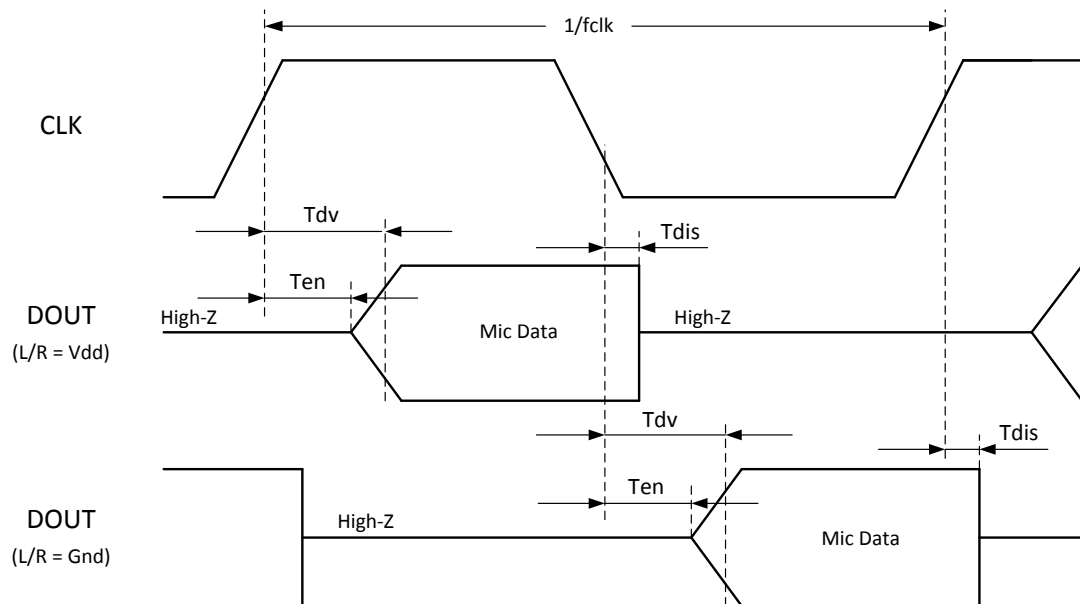 1/fclk
CLK
Tdv
Tdis
Ten
DOUT
(L/R = Vdd)
High-Z
Mic Data
High-Z
Tdv
Tdis
Ten
DOUT
(L/R = Gnd)
High-Z
Mic Data